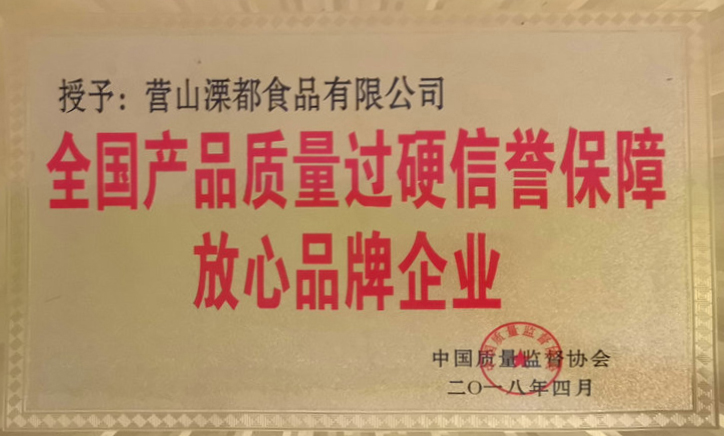 授予：营山溧都食品有限公司
全国产品质量过硬信誉保障
放心品牌企业
中国质量监督协会
二〇一八年四月